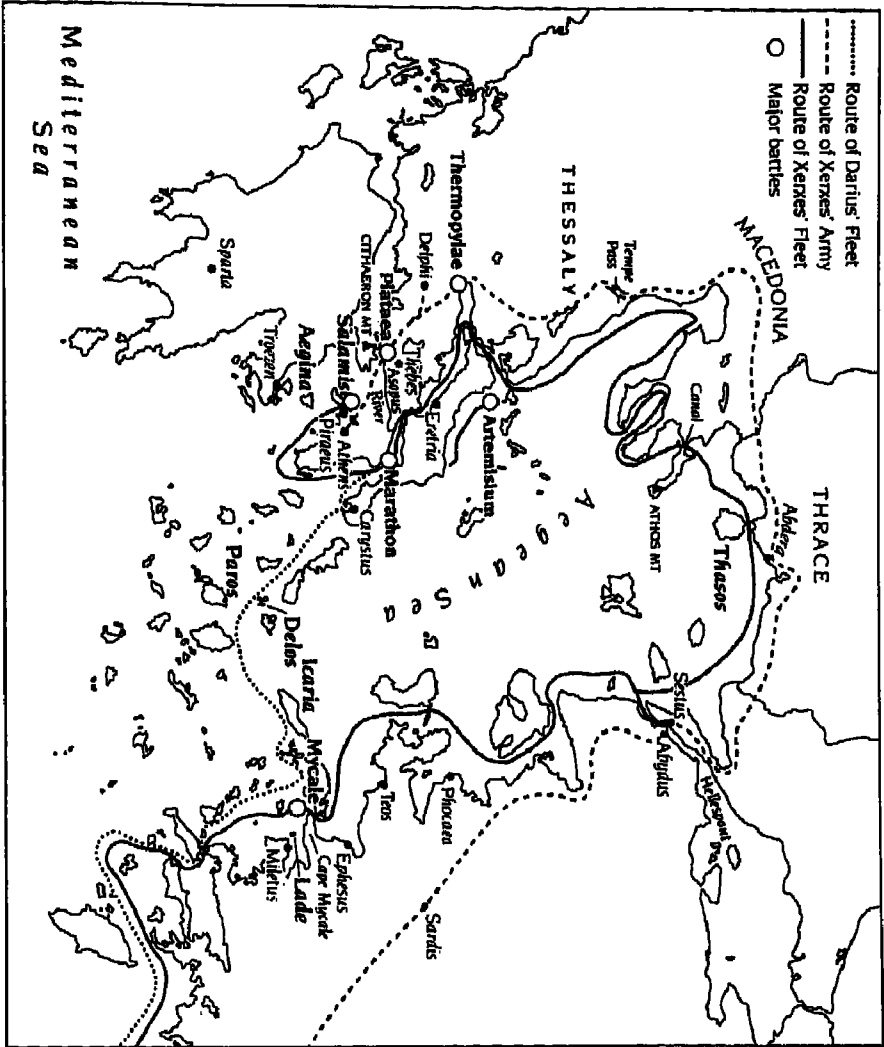 Route of Darius' Fleet
Route of Xerxes' Army
Route of Xerxes' Fleet
Major battles
MACEDONIA
THRACE
Abdera
Thasos
Canal
ATHOS MT
Tempe
Pass
THESSALY
Sestus
Abydus
Hellespont
Aegean Sea
Thermopylae
Artemisium
Delphi
Eretria
CITHAERON MT
Plataea
Thebes
Asopus
River
Marathon
Salamis
Athens
Piraeus
Carystus
Aegina
Troezen
Sparta
Phocaea
Sardis
Teos
Ephesus
Cape Mycale
Mycale
Lade
Miletus
Icaria
Delos
Paros
Mediterranean
Sea